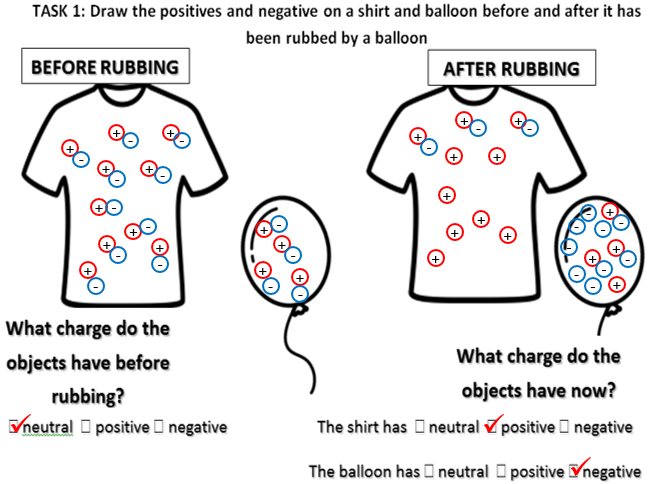 TASK 1: Draw the positives and negative on a shirt and balloon before and after it has
been rubbed by a balloon
BEFORE RUBBING
AFTER RUBBING
What charge do the
objects have before
rubbing?
neutral positive negative
What charge do the
objects have now?
The shirt has neutral positive negative
The balloon has neutral positive negative